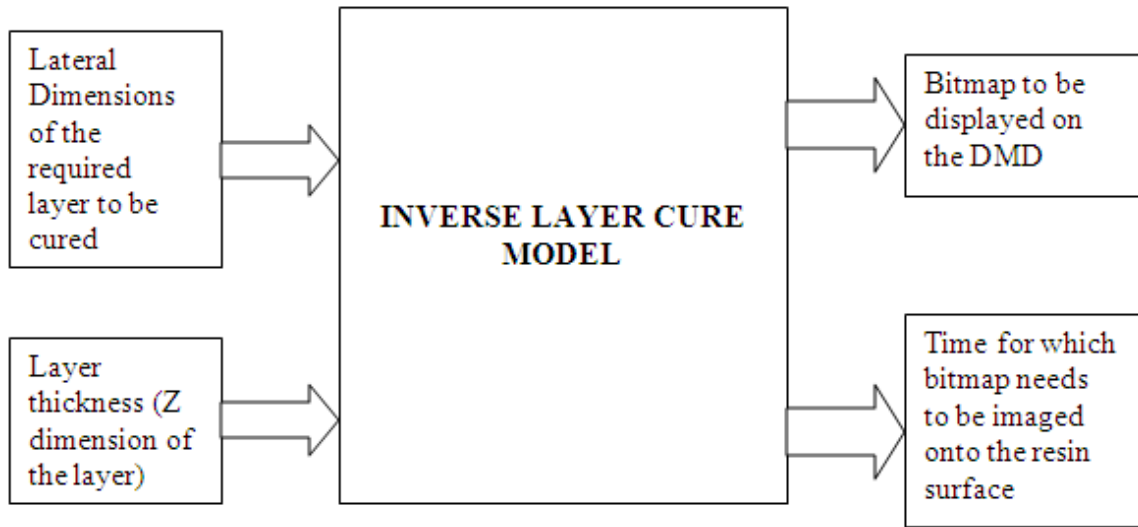 Lateral
Dimensions
of the
required
layer to be
cured
Layer
thickness (Z
dimension of
the layer)
INVERSE LAYER CURE
MODEL
Bitmap to be
displayed on
the DMD
Time for which
bitmap needs
to be imaged
onto the resin
surface